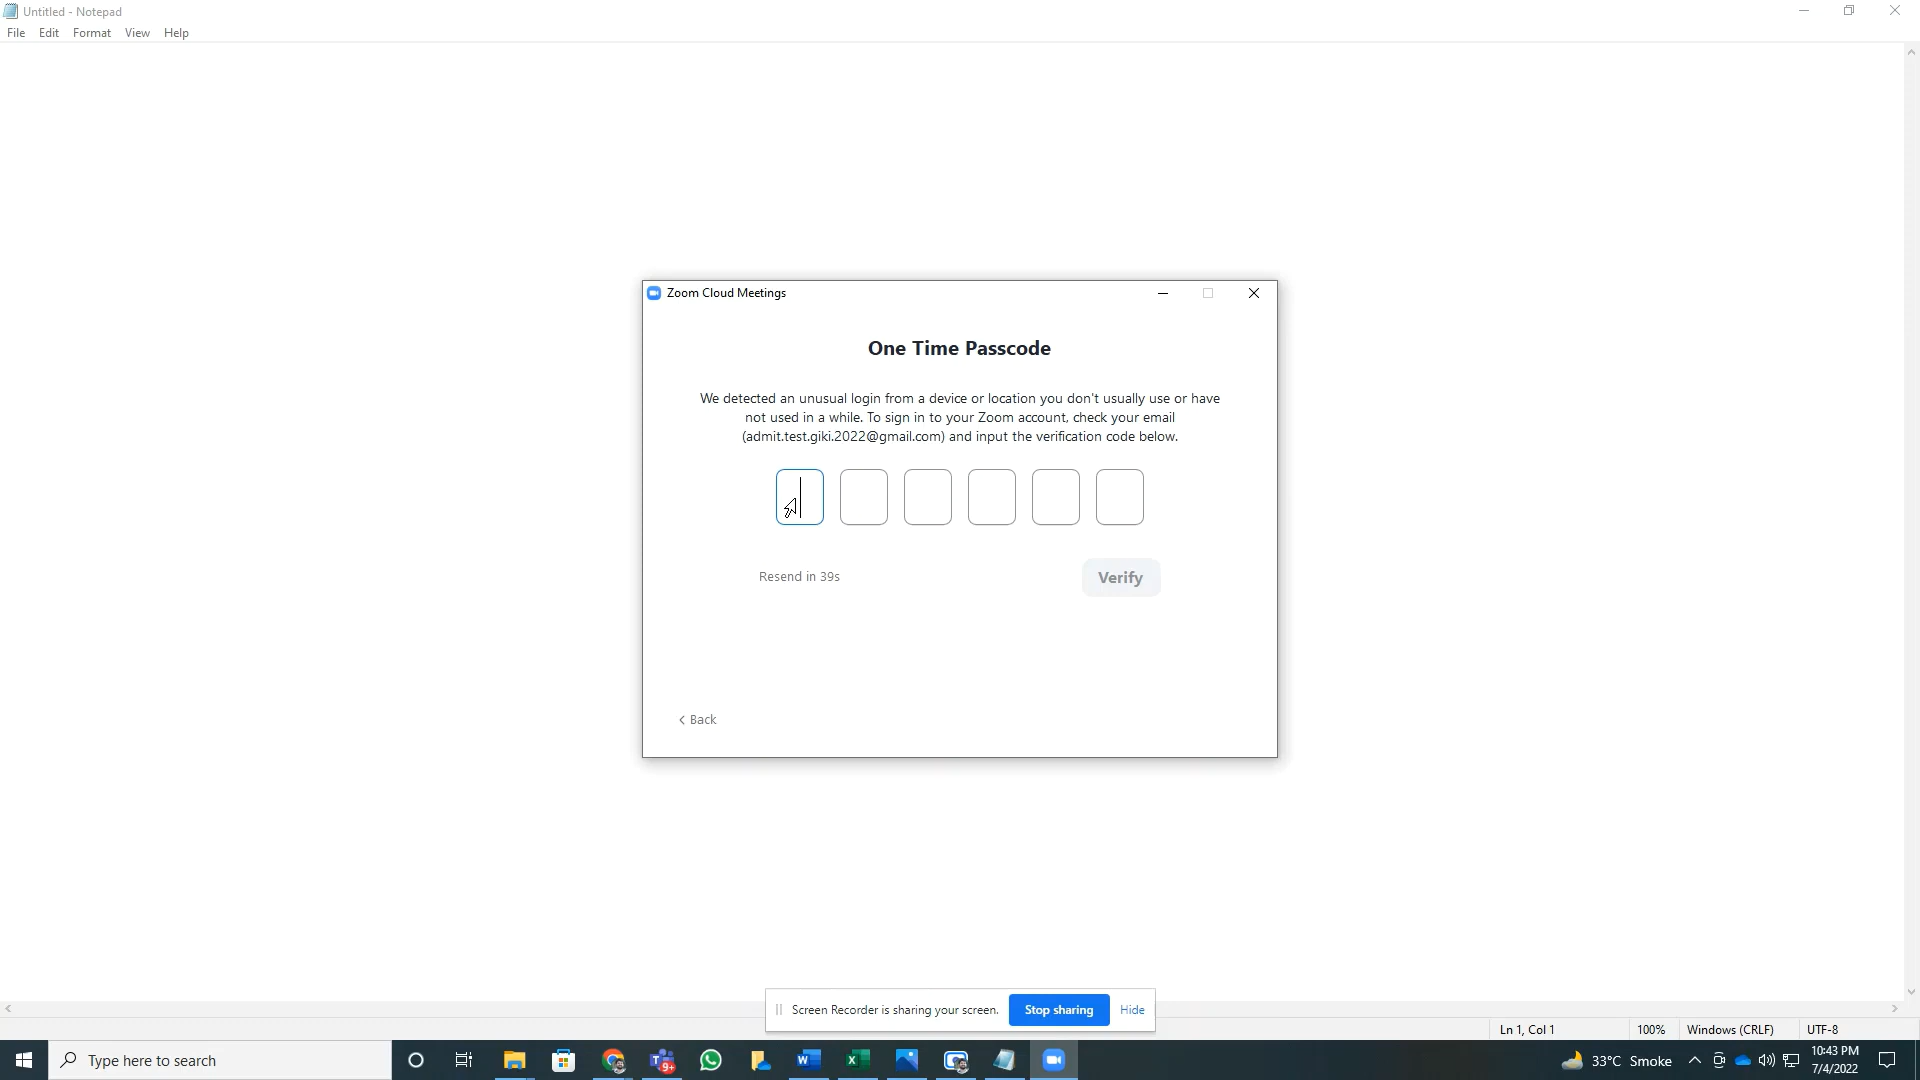 Untitled - Notepad
File Edit Format View Help
Zoom Cloud Meetings
One Time Passcode
We detected an unusual login from a device or location you don't usually use or have
not used in a while. To sign in to your Zoom account, check your email
(admit.test.giki.2022@gmail.com) and input the verification code below.
Resend in 39s
Verify
< Back
Screen Recorder is sharing your screen. Stop sharing Hide
Ln 1, Col 1 100% Windows (CRLF) UTF-8
Type here to search 9+ 33°C Smoke 10:43 PM
7/4/2022